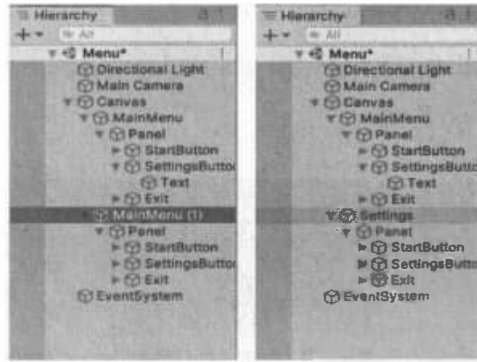 Hierarchy
All
Menu*
Directional Light
Main Camera
Canvas
MainMenu
Panel
StartButton
SettingsButto
Text
Exit
MainMenu (1)
Panel
StartButton
SettingsButto
Exit
EventSystem
Hierarchy
All
Menu*
Directional Light
Main Camera
Canvas
MainMenu
Panel
StartButton
SettingsButto
Text
Exit
Settings
Panel
StartButton
SettingsButto
Exit
EventSystem